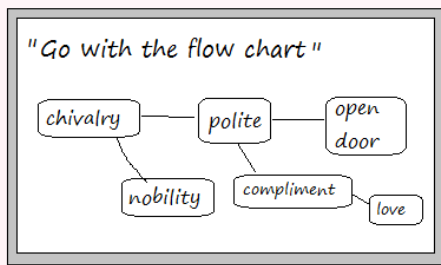 "Go with the flow chart"
chivalry
polite
open
door
nobility
compliment
love